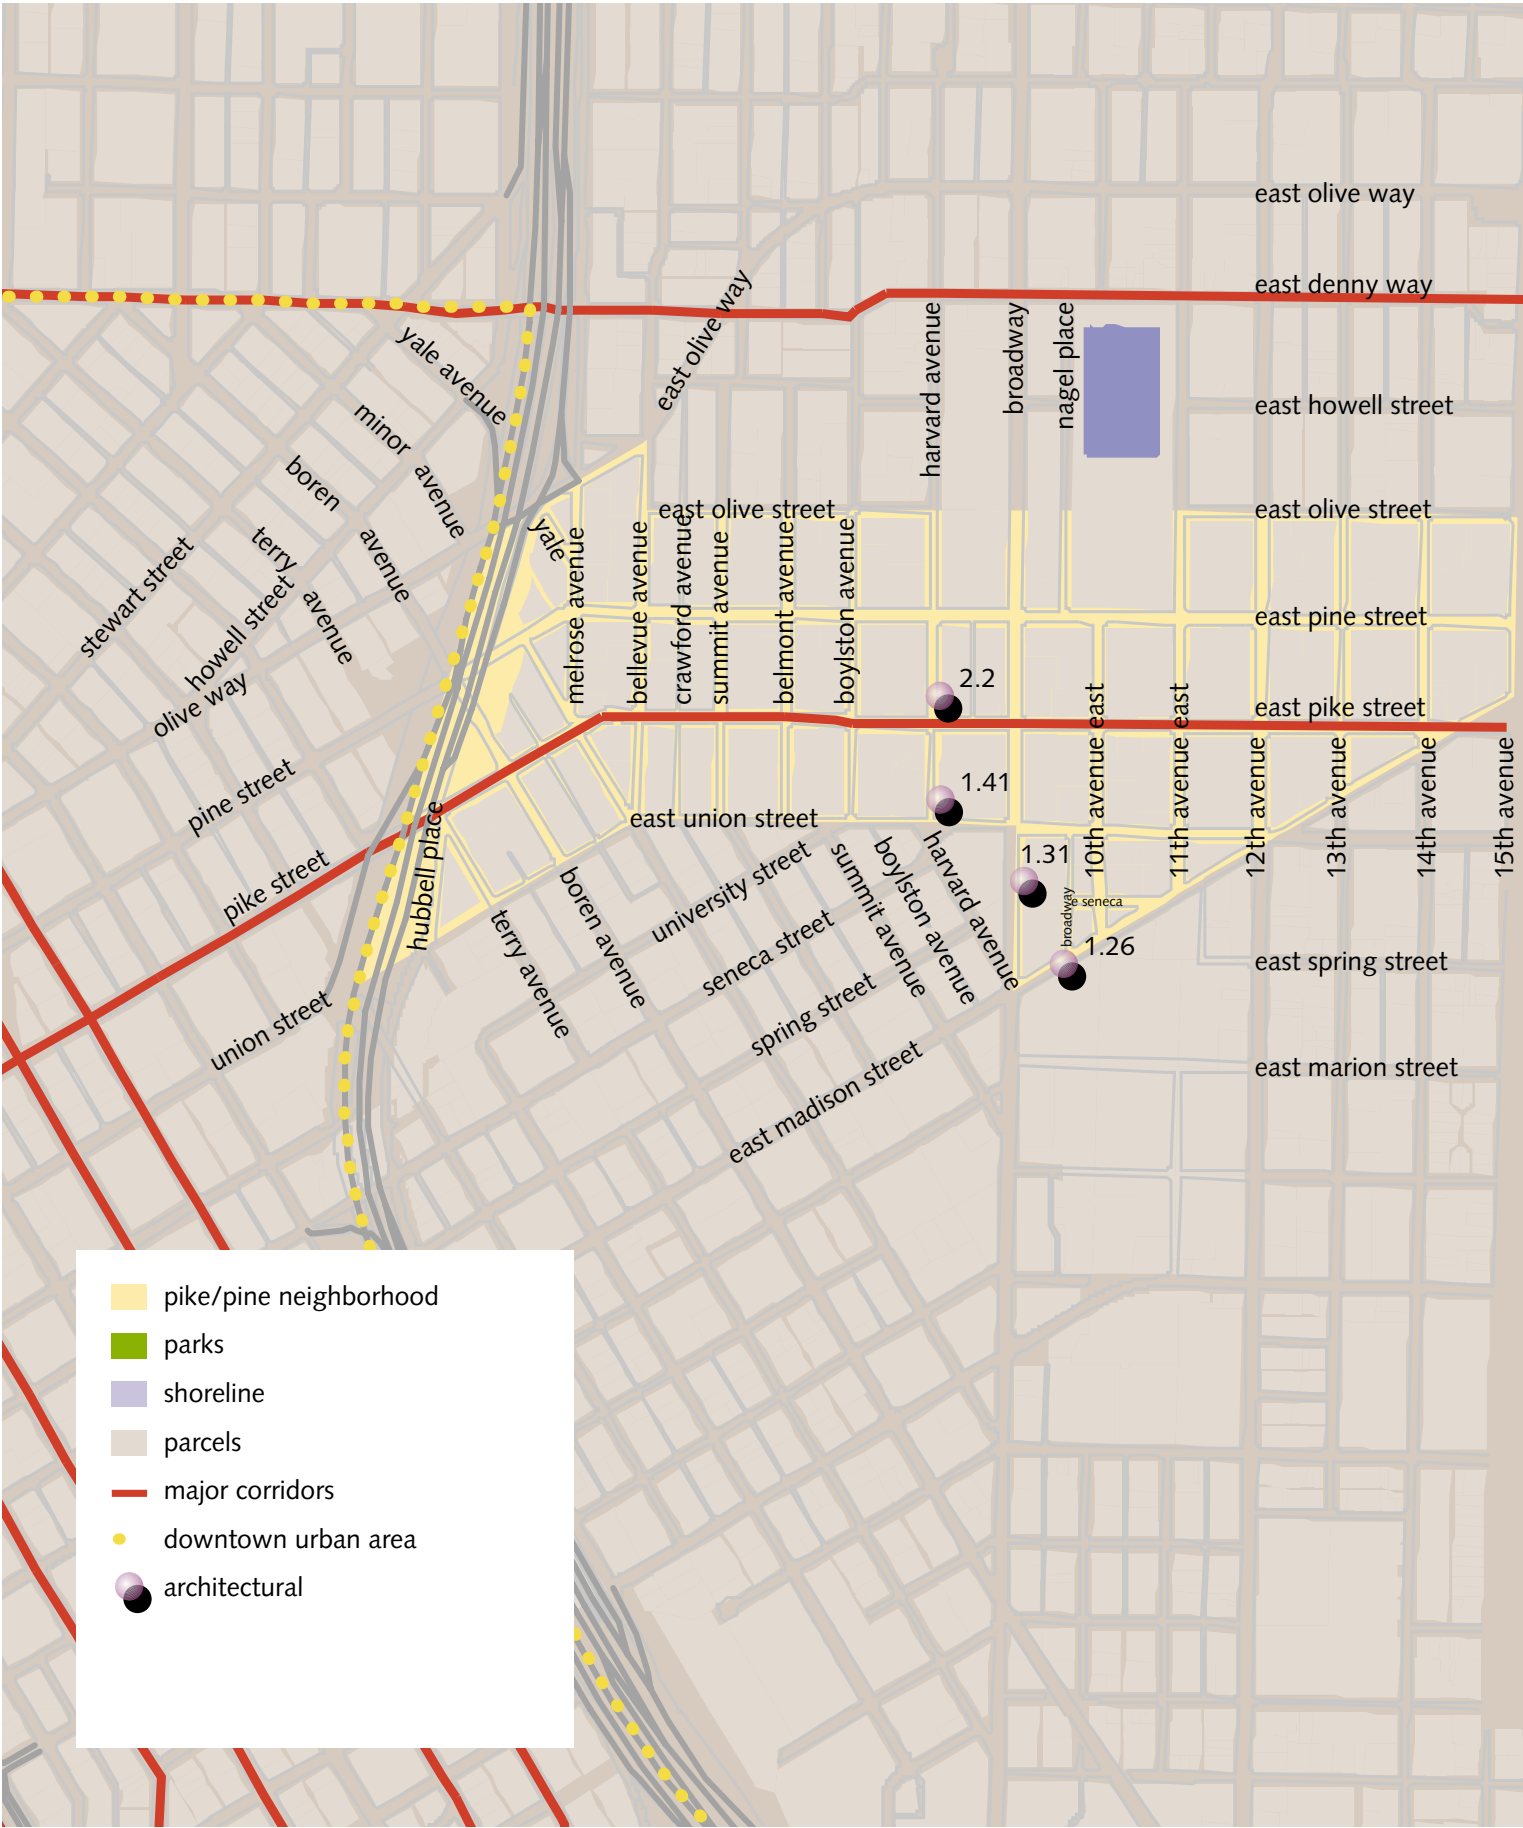 east olive way
east denny way
east olive way
harvard avenue
broadway
nagel place
east howell street
yale avenue
minor avenue
boren avenue
terry avenue
stewart street
howell street
olive way
pine street
pike street
union street
hubbell place
yale
melrose avenue
bellevue avenue
crawford avenue
summit avenue
belmont avenue
boylston avenue
east olive street
east olive street
east pine street
2.2
east pike street
1.41
east union street
10th avenue east
11th avenue east
12th avenue
13th avenue
14th avenue
15th avenue
1.31
broadway
e seneca
1.26
university street
seneca street
spring street
east madison street
terry avenue
boren avenue
summit avenue
boylston avenue
harvard avenue
east spring street
east marion street
pike/pine neighborhood
parks
shoreline
parcels
major corridors
downtown urban area
architectural